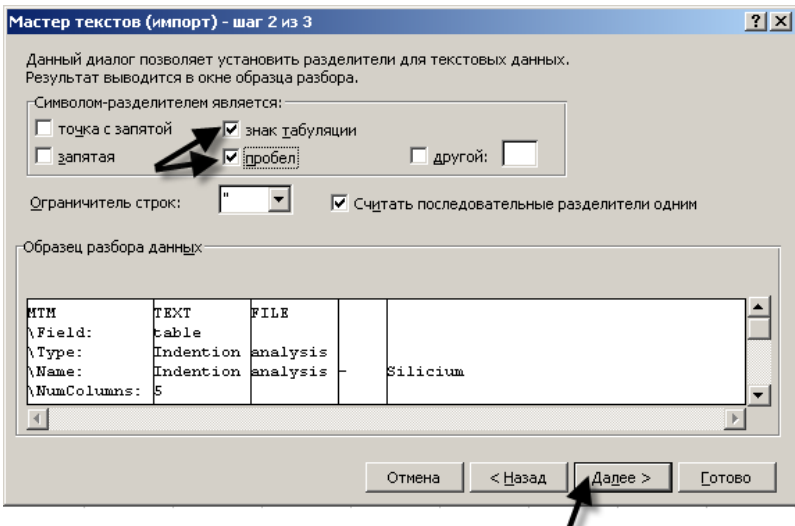 Мастер текстов (импорт) - шаг 2 из 3
Данный диалог позволяет установить разделители для текстовых данных.
Результат выводится в окне образца разбора.
Символом-разделителем является:
точка с запятой знак табуляции
запятая пробел другой:
Ограничитель строк: " Считать последовательные разделители одним
Образец разбора данных
MTM TEXT FILE
\Field: table
\Type: Indention analysis
\Name: Indention analysis - Silicium
\NumColumns: 5
Отмена < Назад Далее > Готово